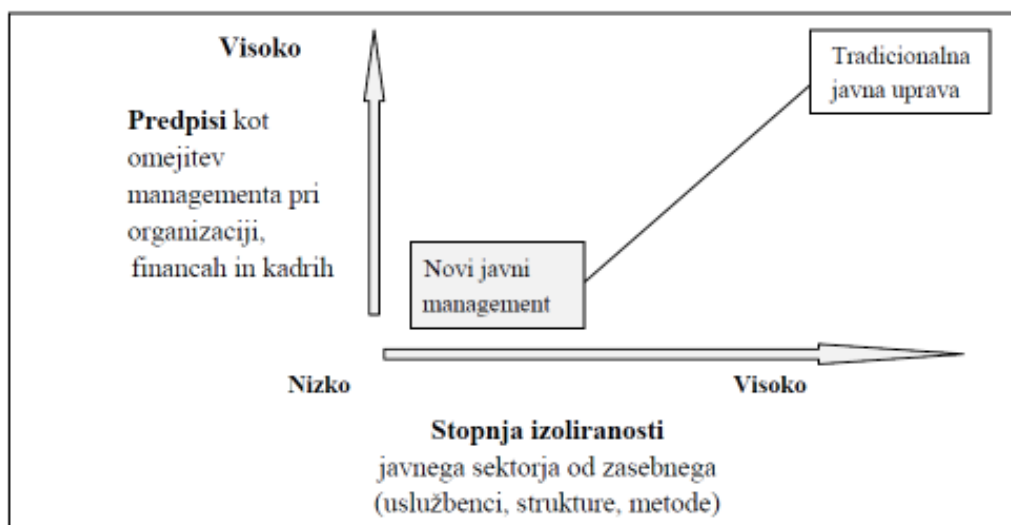 Visoko
Predpisi kot
omejitev
managementa pri
organizaciji,
financah in kadrih
Tradicionalna
javna uprava
Novi javni
management
Nizko
Visoko
Stopnja izoliranosti
javnega sektorja od zasebnega
(uslužbenci, strukture, metode)